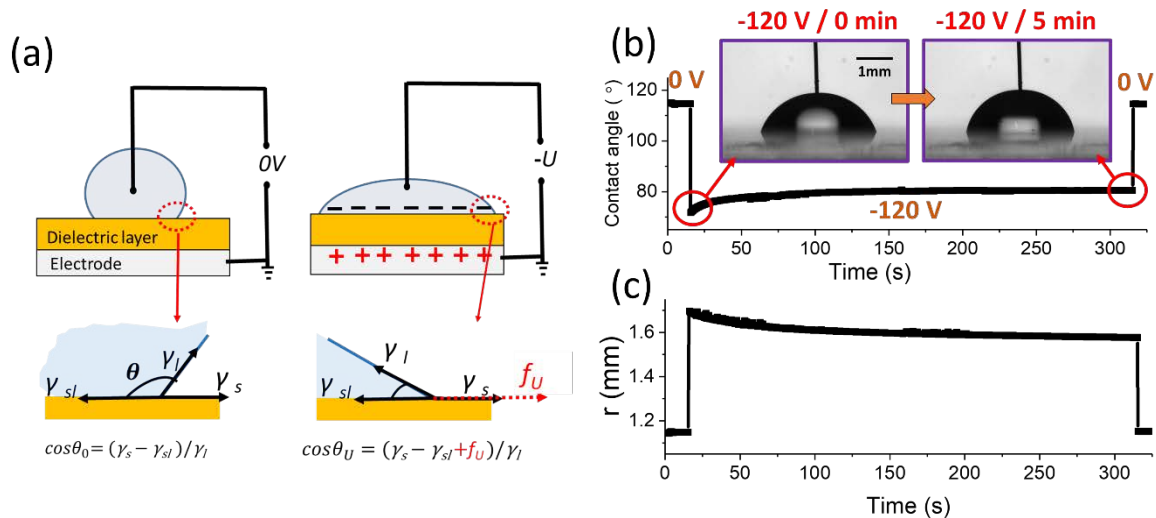 (a)
0V
-U
Dielectric layer
Electrode
+ + + + + + +
γsl
θ
γl
γs
γsl
γl
γs
fU
cosθ0= (γs − γsl)/γl
cosθU = (γs − γsl+fU)/γl
(b)
-120 V / 0 min
-120 V / 5 min
1mm
0 V
0 V
-120 V
Contact angle (°)
120
100
80
0
50
100
150
200
250
300
Time (s)
(c)
r (mm)
1.6
1.4
1.2
0
50
100
150
200
250
300
Time (s)